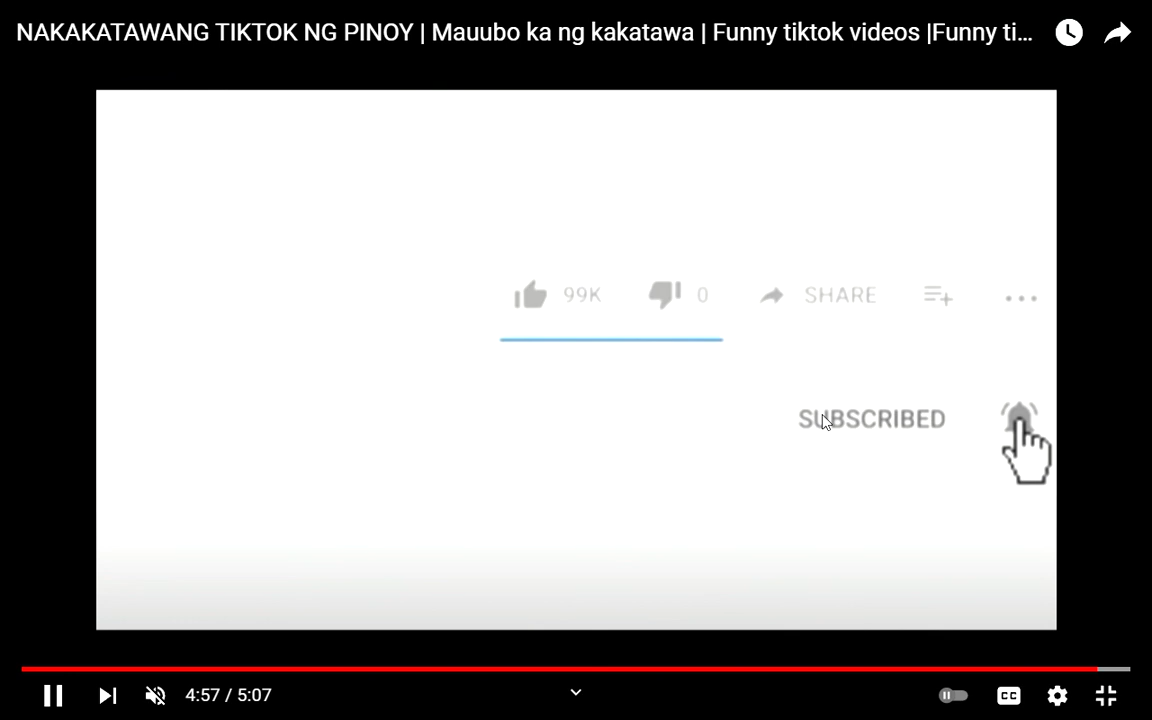 NAKAKATAWANG TIKTOK NG PINOY | Mauubo ka ng kakatawa | Funny tiktok videos |Funny ti...
99K 0 SHARE
SUBSCRIBED
4:57 / 5:07 CC